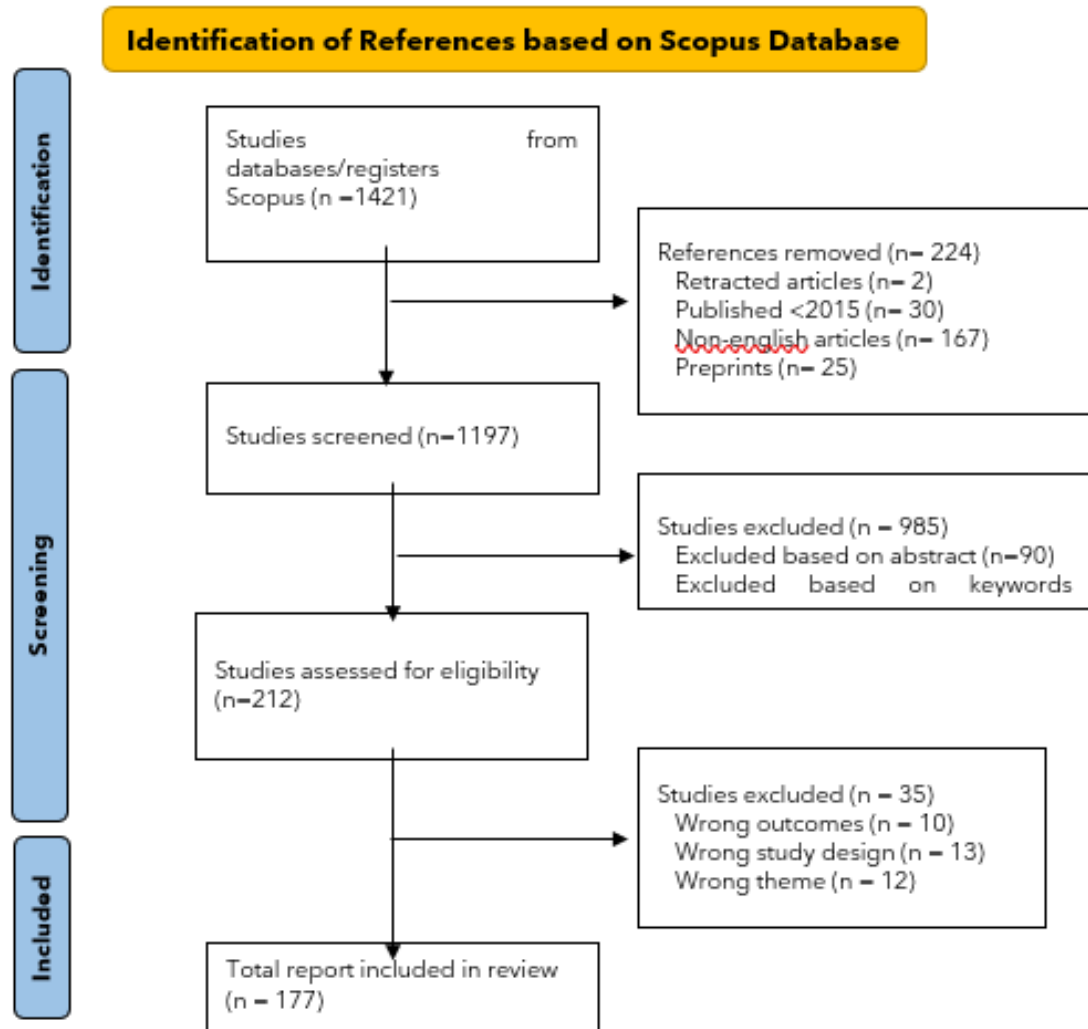 Identification of References based on Scopus Database
Identification
Studies from
databases/registers
Scopus (n =1421)
References removed (n= 224)
Retracted articles (n= 2)
Published <2015 (n= 30)
Non-english articles (n= 167)
Preprints (n= 25)
Screening
Studies screened (n=1197)
Studies excluded (n = 985)
Excluded based on abstract (n=90)
Excluded based on keywords
Studies assessed for eligibility
(n=212)
Studies excluded (n = 35)
Wrong outcomes (n = 10)
Wrong study design (n = 13)
Wrong theme (n = 12)
Included
Total report included in review
(n = 177)